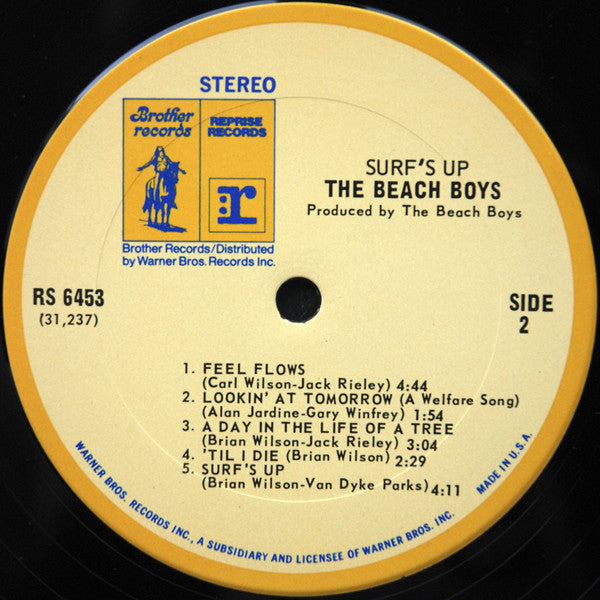 STEREO
Brother
records
REPRISE
RECORDS
r
Brother Records/Distributed
by Warner Bros. Records Inc.
SURF'S UP
THE BEACH BOYS
Produced by The Beach Boys
RS 6453
(31,237)
SIDE
2
1. FEEL FLOWS
(Carl Wilson-Jack Rieley) 4:44
2. LOOKIN' AT TOMORROW (A Welfare Song)
(Alan Jardine-Gary Winfrey) 1:54
3. A DAY IN THE LIFE OF A TREE
(Brian Wilson-Jack Rieley) 3:04
4. 'TIL I DIE (Brian Wilson) 2:29
5. SURF'S UP
(Brian Wilson-Van Dyke Parks) 4:11
WARNER BROS. RECORDS INC., A SUBSIDIARY AND LICENSEE OF WARNER BROS. INC.
MADE IN U.S.A.